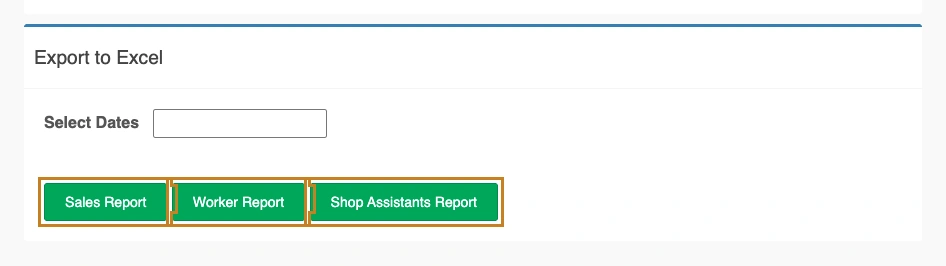 Export to Excel
Select Dates
Sales Report Worker Report Shop Assistants Report